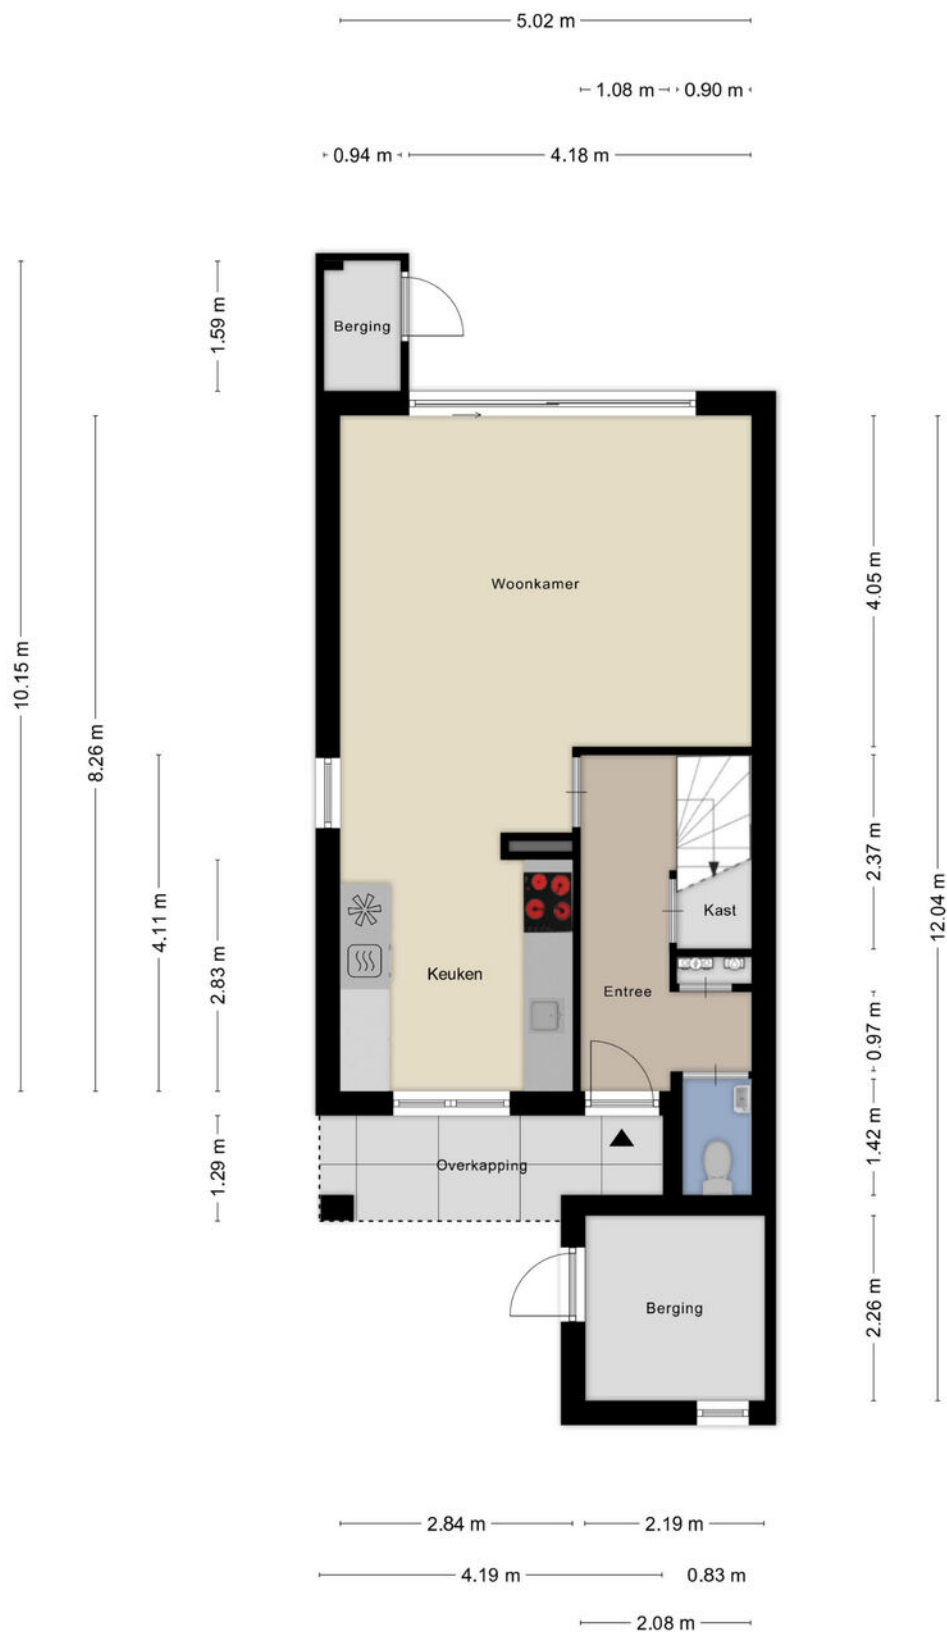 5.02 m
1.08 m
0.90 m
0.94 m
4.18 m
1.59 m
Berging
Woonkamer
4.05 m
10.15 m
8.26 m
2.37 m
4.11 m
Kast
12.04 m
2.83 m
Keuken
Entree
0.97 m
1.42 m
1.29 m
Overkapping
Berging
2.26 m
2.84 m
2.19 m
4.19 m
0.83 m
2.08 m